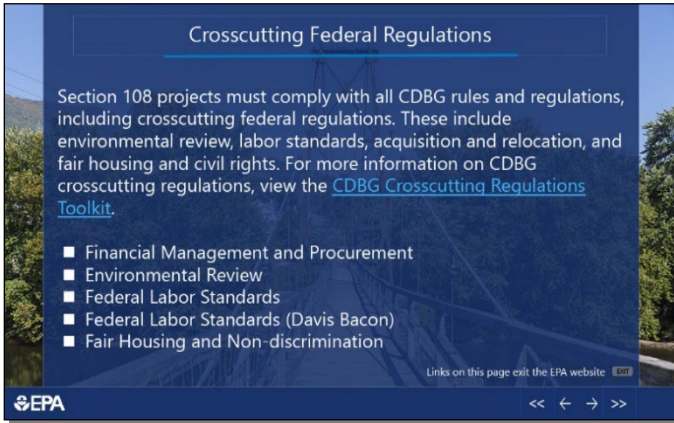 Crosscutting Federal Regulations
Section 108 projects must comply with all CDBG rules and regulations,
including crosscutting federal regulations. These include
environmental review, labor standards, acquisition and relocation, and
fair housing and civil rights. For more information on CDBG
crosscutting regulations, view the CDBG Crosscutting Regulations
Toolkit.
■ Financial Management and Procurement
■ Environmental Review
■ Federal Labor Standards
■ Federal Labor Standards (Davis Bacon)
■ Fair Housing and Non-discrimination
Links on this page exit the EPA website EXIT
EPA << ← → >>